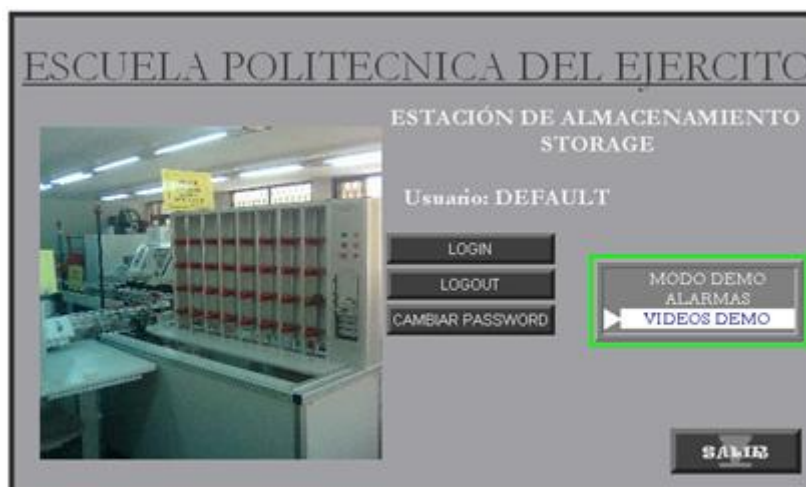 ESCUELA POLITECNICA DEL EJERCITO
ESTACIÓN DE ALMACENAMIENTO
STORAGE
Usuario: DEFAULT
LOGIN
LOGOUT
CAMBIAR PASSWORD
MODO DEMO
ALARMAS
VIDEOS DEMO
SALIR